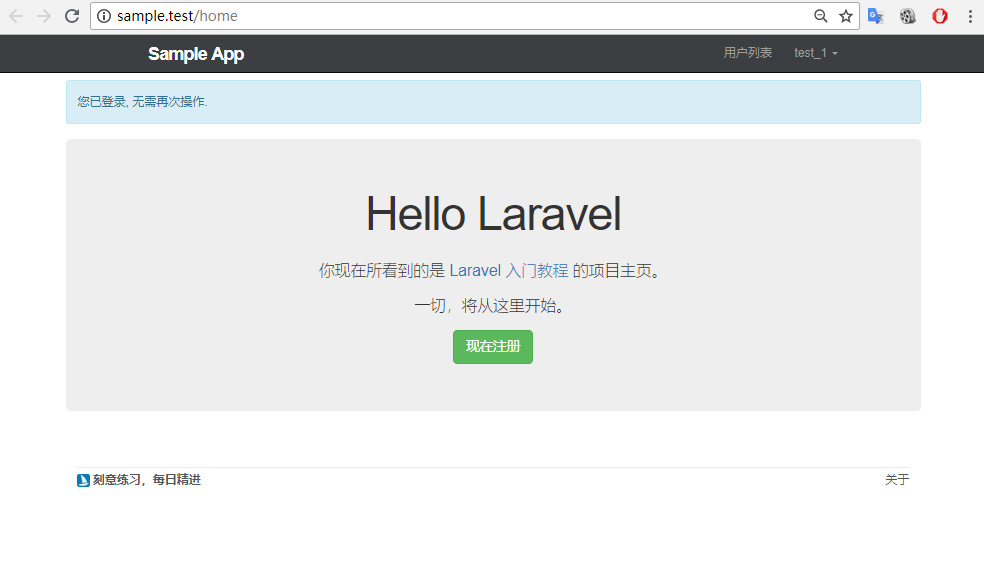 sample.test/home
Sample App 用户列表 test_1
您已登录, 无需再次操作.
Hello Laravel
你现在所看到的是 Laravel 入门教程 的项目主页。
一切，将从这里开始。
现在注册
刻意练习，每日精进 关于